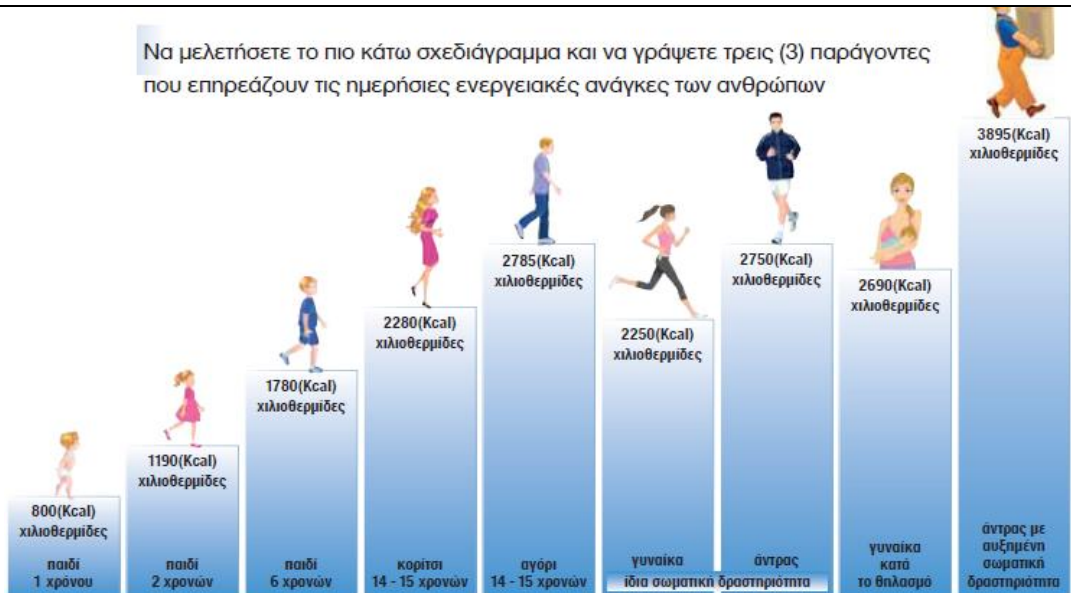 Να μελετήσετε το πιο κάτω σχεδιάγραμμα και να γράψετε τρεις (3) παράγοντες
που επηρεάζουν τις ημερήσιες ενεργειακές ανάγκες των ανθρώπων
800(Kcal)
χιλιοθερμίδες
παιδί
1 χρόνου
1190(Kcal)
χιλιοθερμίδες
παιδί
2 χρονών
1780(Kcal)
χιλιοθερμίδες
παιδί
6 χρονών
2280(Kcal)
χιλιοθερμίδες
κορίτσι
14 - 15 χρονών
2785(Kcal)
χιλιοθερμίδες
αγόρι
14 - 15 χρονών
2250(Kcal)
χιλιοθερμίδες
γυναίκα
2750(Kcal)
χιλιοθερμίδες
άντρας
ίδια σωματική δραστηριότητα
2690(Kcal)
χιλιοθερμίδες
γυναίκα
κατά
το θηλασμό
3895(Kcal)
χιλιοθερμίδες
άντρας με
αυξημένη
σωματική
δραστηριότητα